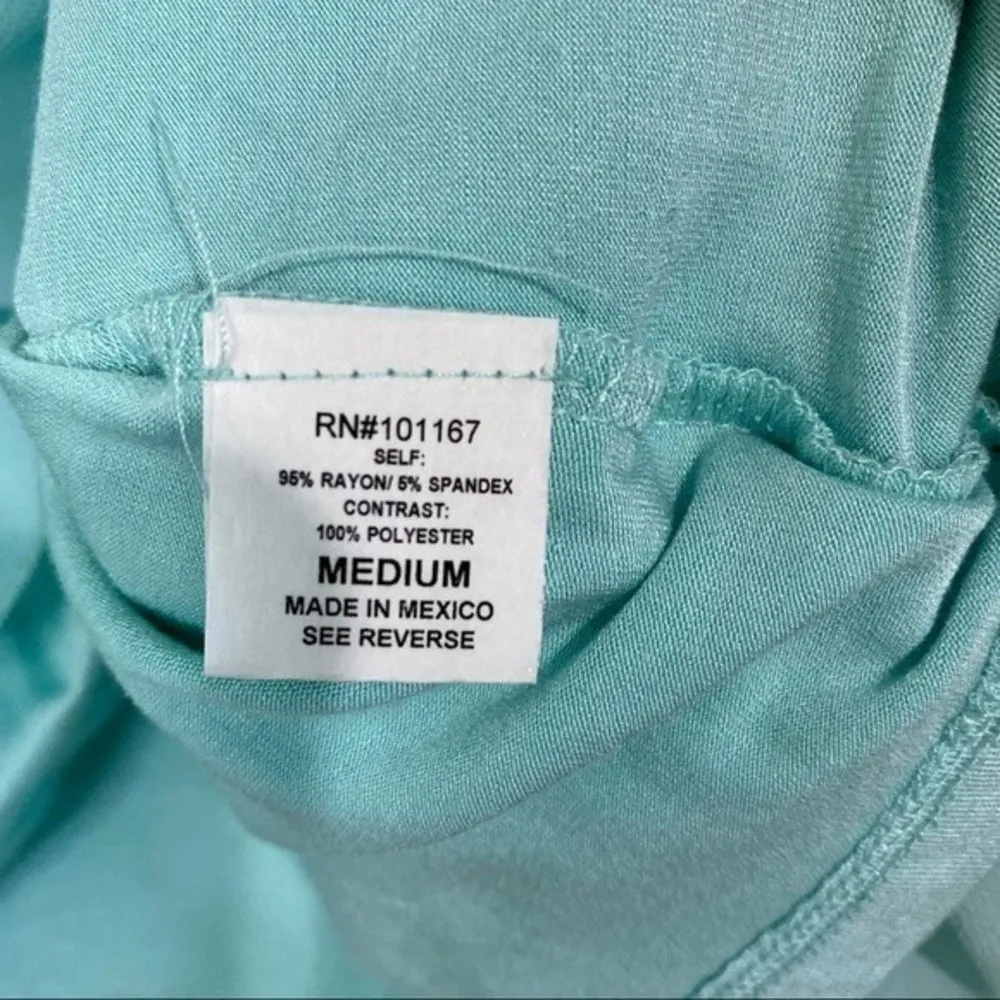 RN#101167
SELF:
95% RAYON/ 5% SPANDEX
CONTRAST:
100% POLYESTER
MEDIUM
MADE IN MEXICO
SEE REVERSE